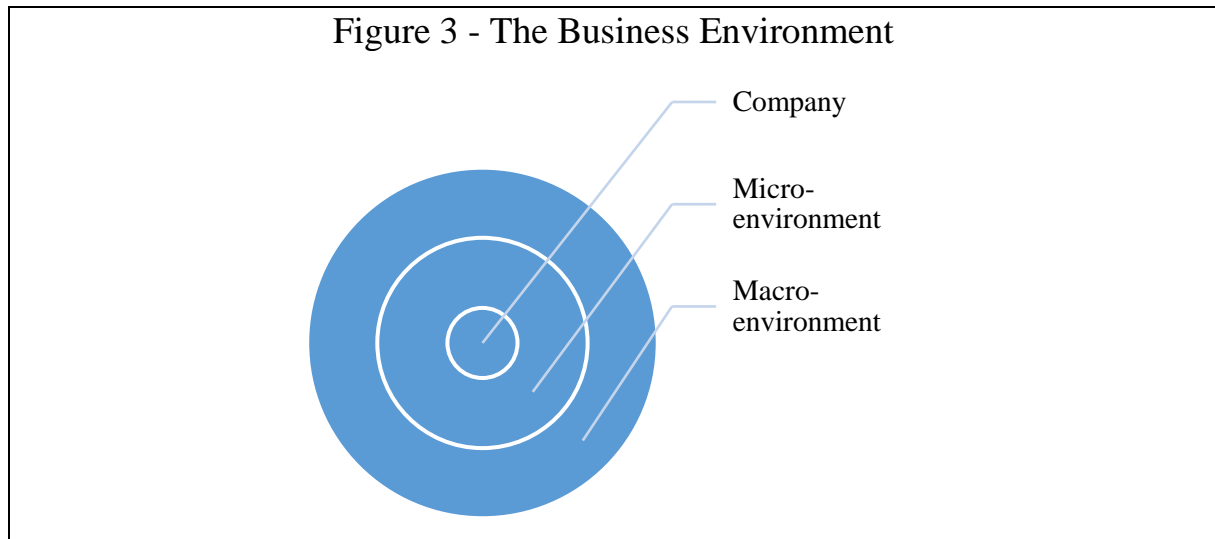 Figure 3 - The Business Environment
Company
Micro-
environment
Macro-
environment